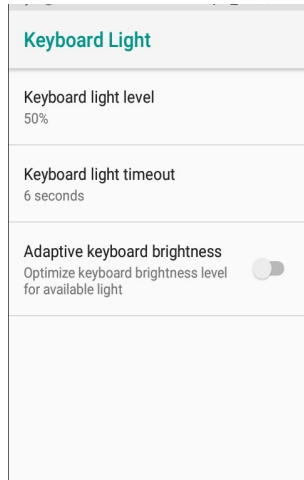 Keyboard Light
Keyboard light level
50%
Keyboard light timeout
6 seconds
Adaptive keyboard brightness
Optimize keyboard brightness level
for available light